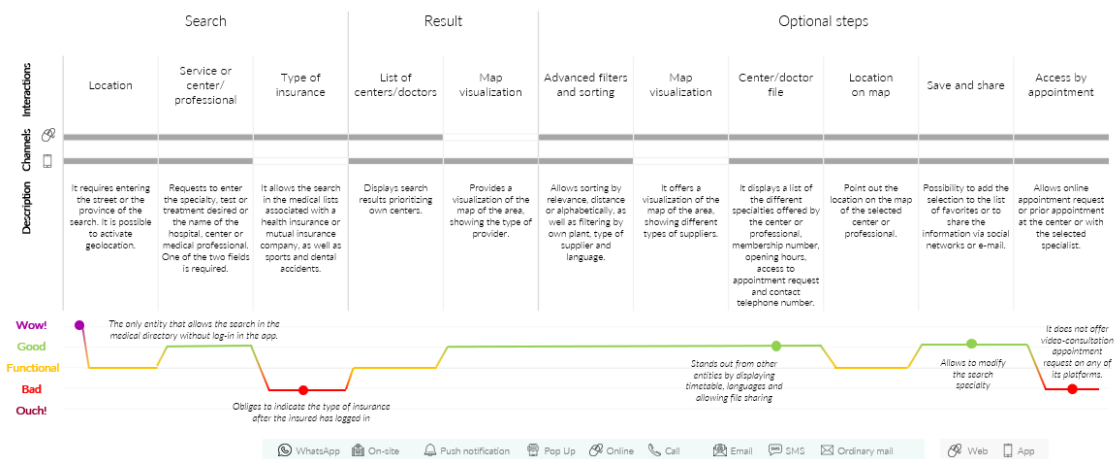 Search
Result
Optional steps
Interactions
Location
Service or
center/
professional
Type of
insurance
List of
centers/doctors
Map
visualization
Advanced filters
and sorting
Map
visualization
Center/doctor
file
Location
on map
Save and share
Access by
appointment
Channels
Description
It requires entering
the street or the
province of the
search. It is possible
to activate
geolocation.
Requests to enter
the specialty, test or
treatment desired or
the name of the
hospital, center or
medical professional.
One of the two fields
is required.
It allows the search
in the medical lists
associated with a
health insurance or
mutual insurance
company, as well as
sports and dental
accidents.
Displays search
results prioritizing
own centers.
Provides a
visualization of the
map of the area,
showing the type of
provider.
Allows sorting by
relevance, distance
or alphabetically, as
well as filtering by
own plant, type of
supplier and
language.
It offers a
visualization of the
map of the area,
showing different
types of suppliers.
It displays a list of
the different
specialties offered by
the center or
professional,
membership number,
opening hours,
access to
appointment request
and contact
telephone number.
Point out the
location on the map
of the selected
center or
professional.
Possibility to add the
selection to the list
of favorites or to
share the
information via social
networks or e-mail.
Allows online
appointment request
or prior appointment
at the center or with
the selected
specialist.
Wow!
Good
Functional
Bad
Ouch!
The only entity that allows the search in the
medical directory without log-in in the app.
Obliges to indicate the type of insurance
after the insured has logged in
Stands out from other
entities by displaying
timetable, languages and
allowing file sharing
Allows to modify
the search
specialty
It does not offer
video-consultation
appointment
request on any of
its platforms.
WhatsApp
On-site
Push notification
Pop Up
Online
Call
Email
SMS
Ordinary mail
Web
App